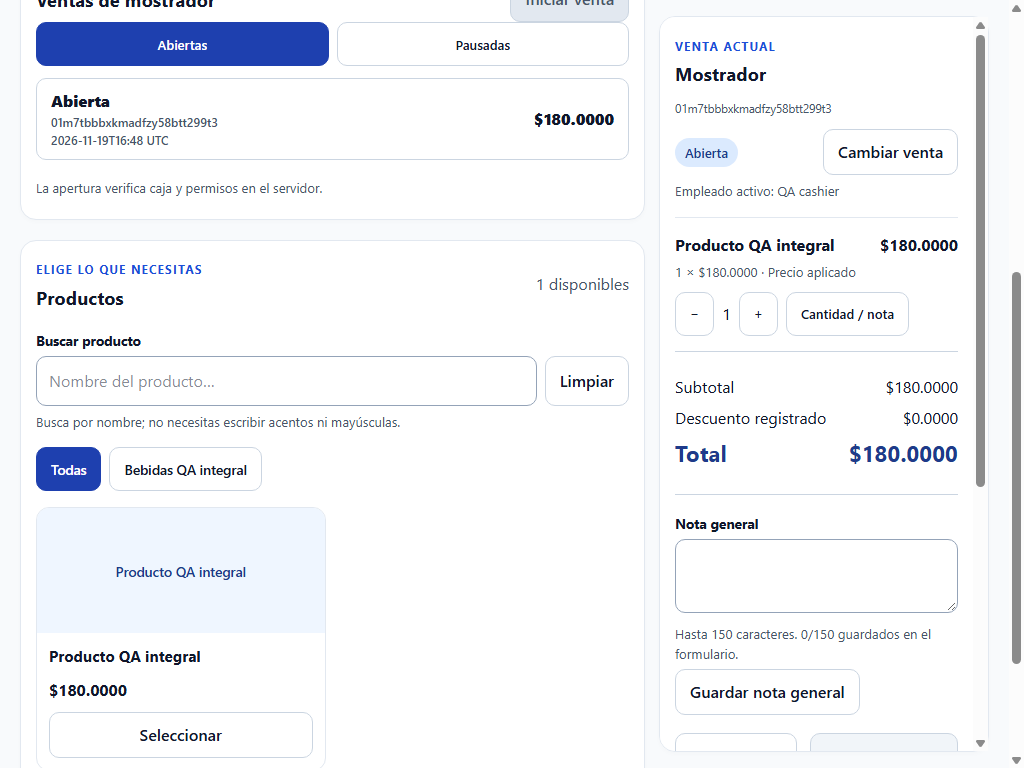 Ventas de mostrador
Iniciar venta
Abiertas
Pausadas
Abierta
01m7tbbbxkmadfzy58btt299t3
2026-11-19T16:48 UTC
$180.0000
La apertura verifica caja y permisos en el servidor.
ELIGE LO QUE NECESITAS
Productos
1 disponibles
Buscar producto
Nombre del producto...
Limpiar
Busca por nombre; no necesitas escribir acentos ni mayúsculas.
Todas
Bebidas QA integral
Producto QA integral
Producto QA integral
$180.0000
Seleccionar
VENTA ACTUAL
Mostrador
01m7tbbbxkmadfzy58btt299t3
Abierta
Cambiar venta
Empleado activo: QA cashier
Producto QA integral
$180.0000
1 × $180.0000 · Precio aplicado
− 1 +
Cantidad / nota
Subtotal
$180.0000
Descuento registrado
$0.0000
Total
$180.0000
Nota general
Hasta 150 caracteres. 0/150 guardados en el
formulario.
Guardar nota general